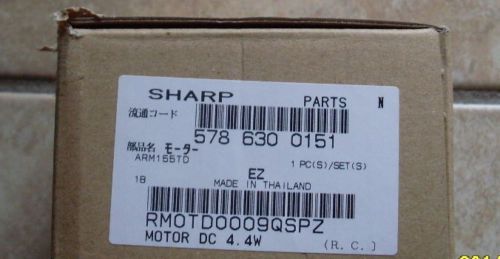 SHARP PARTS N
流通コード
578 630 0151
部品名 モーター
ARM155TD 1 PC(S)/SET(S)
EZ
1B MADE IN THAILAND
RMOTD0009QSPZ
MOTOR DC 4.4W (R.C.)